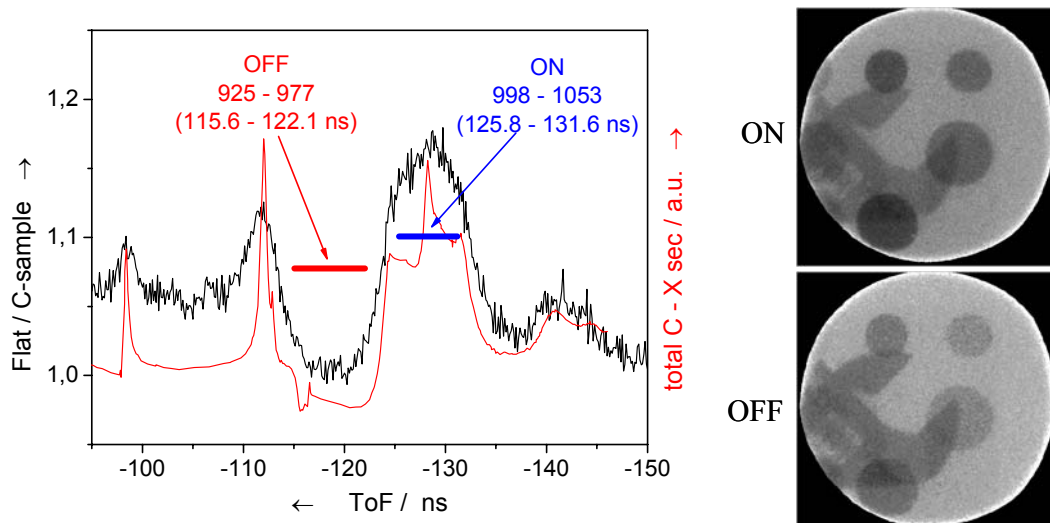 OFF
925 - 977
(115.6 - 122.1 ns)
ON
998 - 1053
(125.8 - 131.6 ns)
1,2
1,1
1,0
Flat / C-sample →
total C - X sec / a.u. →
-100 -110 -120 -130 -140 -150
← ToF / ns
ON
OFF